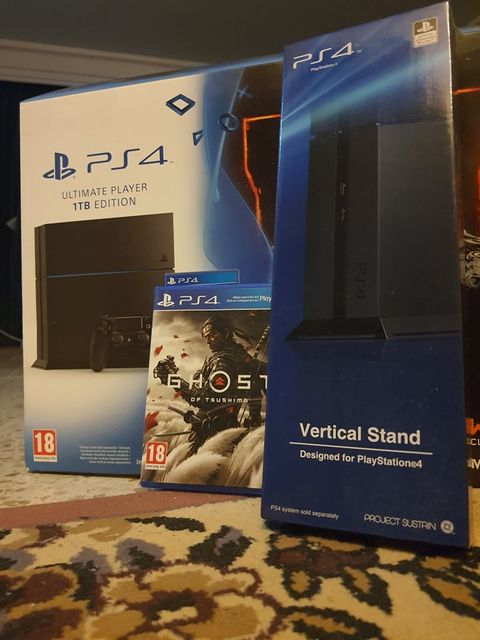 PS4
PlayStation®4
PS4
ULTIMATE PLAYER
1TB EDITION
PS4
PS4
GHOST
OF TSUSHIMA
18
18
PS4
Vertical Stand
Designed for PlayStation®4
PS4 system sold separately
PROJECT SUSTAIN